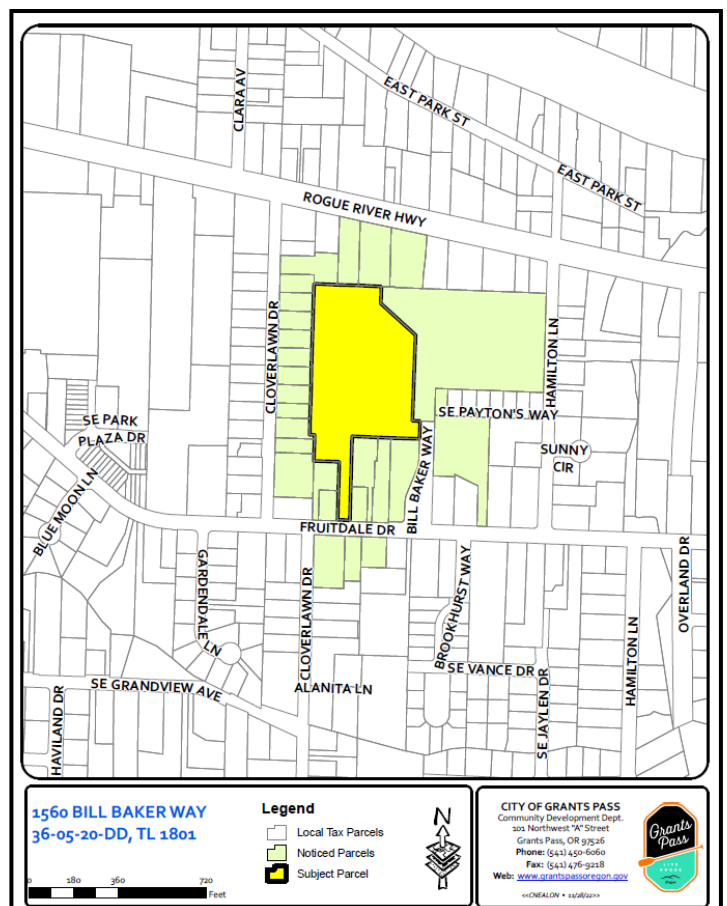 CLARA AV
EAST PARK ST
EAST PARK ST
ROGUE RIVER HWY
CLOVERLAWN DR
HAMILTON LN
SE PAYTON'S WAY
SE PARK
PLAZA DR
SUNNY
CIR
BILL BAKER WAY
BLUE MOON LN
FRUITDALE DR
GARDENDALE LN
CLOVERLAWN DR
BROOKHURST WAY
OVERLAND DR
HAMILTON LN
SE VANCE DR
SE GRANDVIEW AVE
ALANITA LN
SE JAYLEN DR
HAVILAND DR
1560 BILL BAKER WAY
36-05-20-DD, TL 1801
0 180 360 720
Feet
Legend
Local Tax Parcels
Noticed Parcels
Subject Parcel
N
CITY OF GRANTS PASS
Community Development Dept.
101 Northwest "A" Street
Grants Pass, OR 97526
Phone: (541) 450-6060
Fax: (541) 476-9218
Web: www.grantspassoregon.gov
<<CNEALON • 11/28/22>>
Grants
Pass